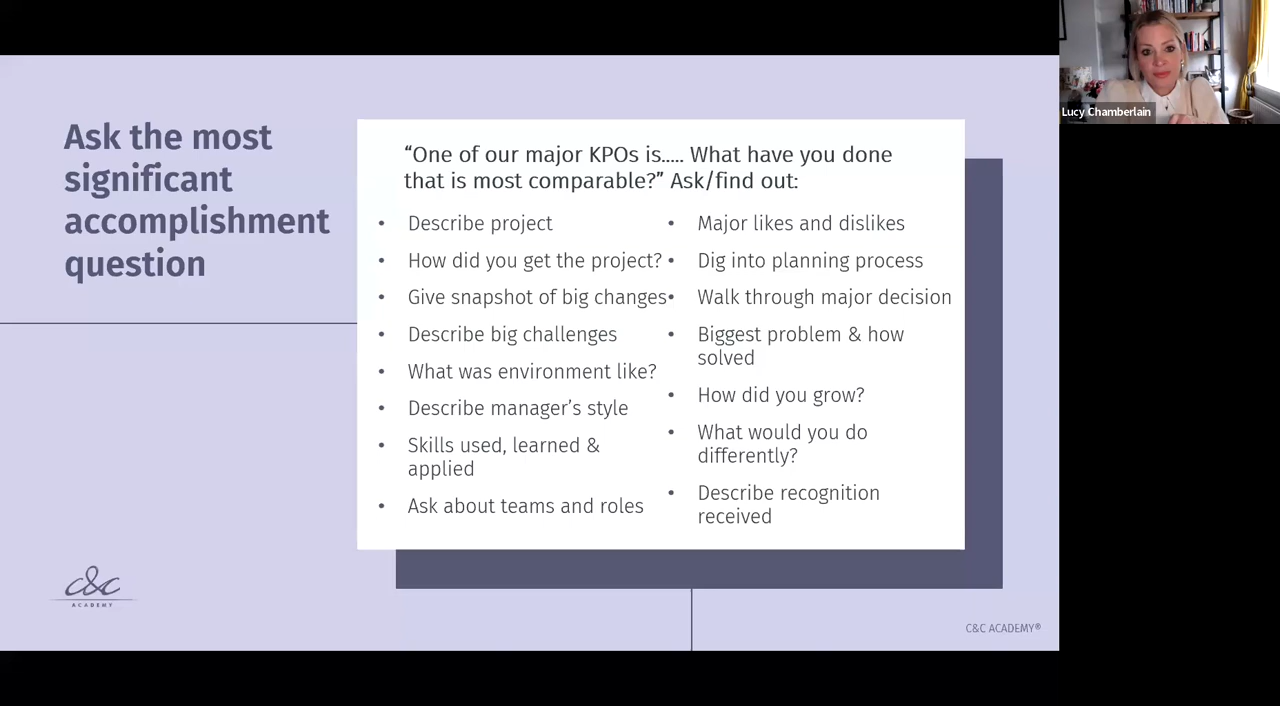 Ask the most
significant
accomplishment
question
“One of our major KPOs is..... What have you done
that is most comparable?” Ask/find out:
• Describe project
• How did you get the project?
• Give snapshot of big changes
• Describe big challenges
• What was environment like?
• Describe manager’s style
• Skills used, learned &
applied
• Ask about teams and roles
• Major likes and dislikes
• Dig into planning process
• Walk through major decision
• Biggest problem & how
solved
• How did you grow?
• What would you do
differently?
• Describe recognition
received
c&c
ACADEMY
C&C ACADEMY®
Lucy Chamberlain